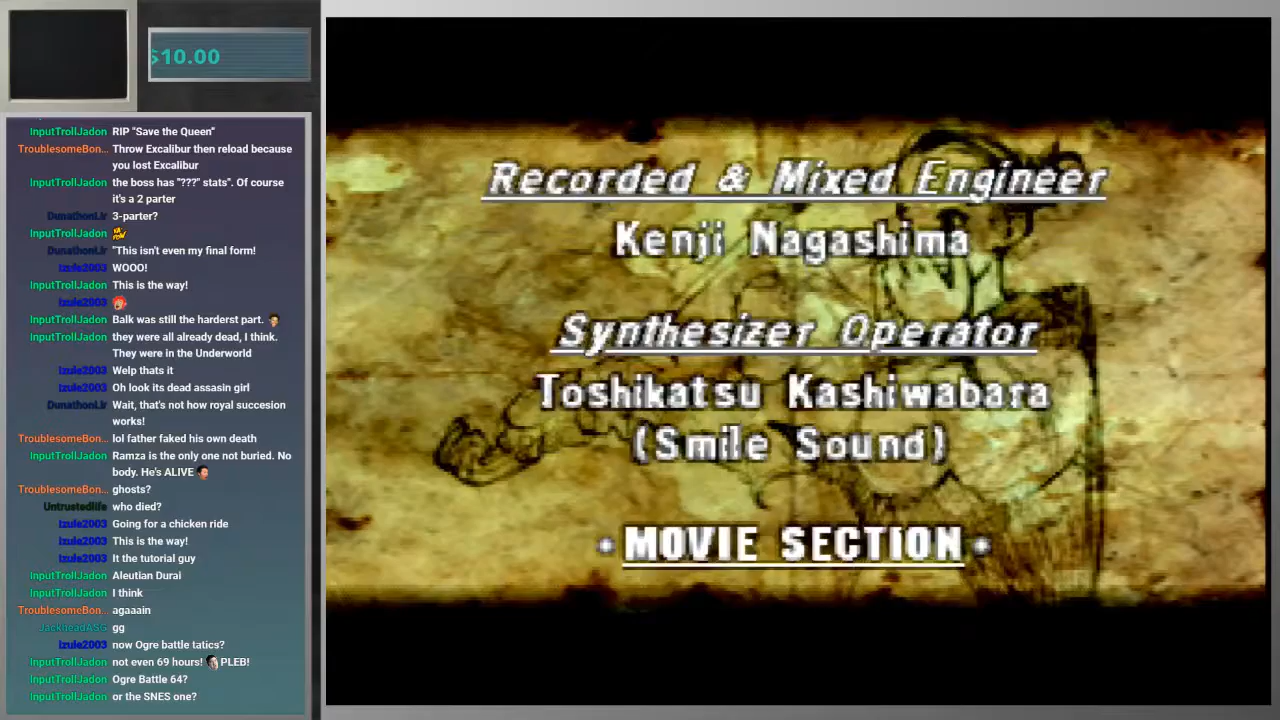 $10.00
InputTrollJadon RIP "Save the Queen"
TroublesomeBon... Throw Excalibur then reload because
you lost Excalibur
InputTrollJadon the boss has "???" stats". Of course
it's a 2 parter
DunathonLir 3-parter?
InputTrollJadon
DunathonLir "This isn't even my final form!
Izule2003 WOOO!
InputTrollJadon This is the way!
Izule2003
InputTrollJadon Balk was still the harderst part.
InputTrollJadon they were all already dead, I think.
They were in the Underworld
Izule2003 Welp thats it
Izule2003 Oh look its dead assasin girl
DunathonLir Wait, that's not how royal succesion
works!
TroublesomeBon... lol father faked his own death
InputTrollJadon Ramza is the only one not buried. No
body. He's ALIVE
TroublesomeBon... ghosts?
Untrustedlife who died?
Izule2003 Going for a chicken ride
Izule2003 This is the way!
Izule2003 It the tutorial guy
InputTrollJadon Aleutian Durai
InputTrollJadon I think
TroublesomeBon... agaaain
JackheadASG gg
Izule2003 now Ogre battle tatics?
InputTrollJadon not even 69 hours! PLEB!
InputTrollJadon Ogre Battle 64?
InputTrollJadon or the SNES one?
Recorded & Mixed Engineer
Kenji Nagashima
Synthesizer Operator
Toshikatsu Kashiwabara
(Smile Sound)
MOVIE SECTION